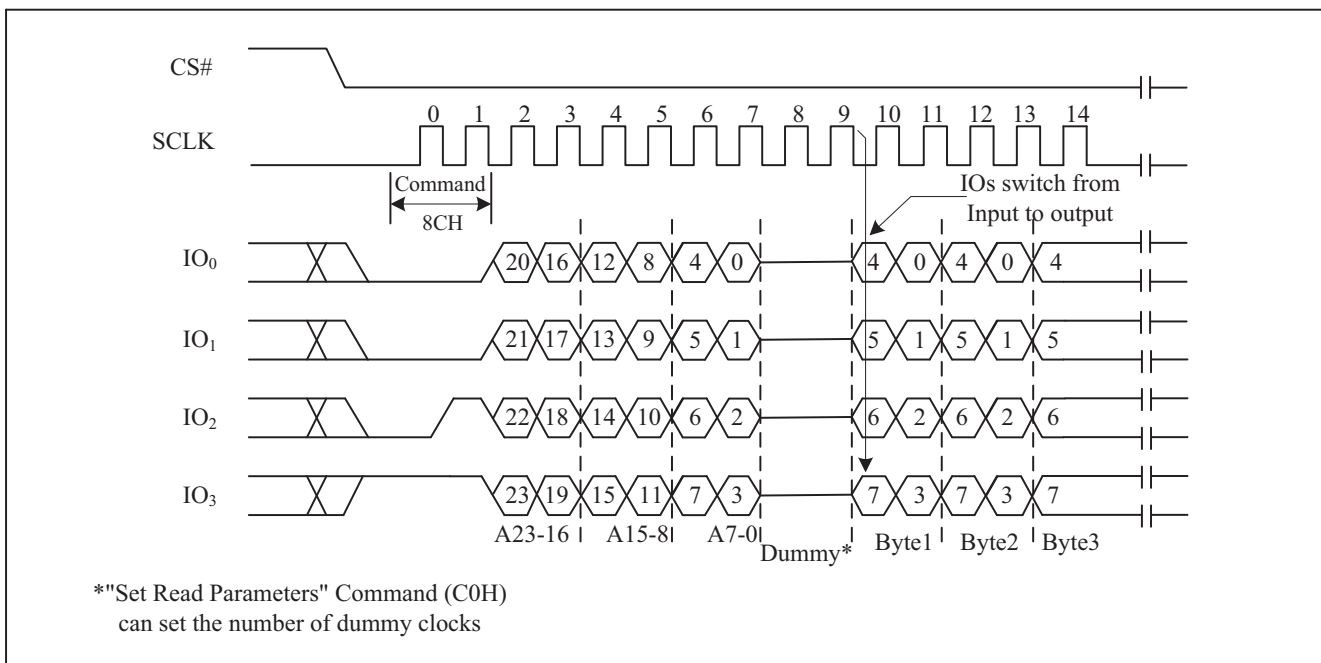 CS#
0 1 2 3 4 5 6 7 8 9 10 11 12 13 14
SCLK
Command
8CH
IOs switch from
Input to output
IO₀ 20 16 12 8 4 0 4 0 4 0 4
IO₁ 21 17 13 9 5 1 5 1 5 1 5
IO₂ 22 18 14 10 6 2 6 2 6 2 6
IO₃ 23 19 15 11 7 3 7 3 7 3 7
A23-16 A15-8 A7-0 Dummy* Byte1 Byte2 Byte3
*"Set Read Parameters" Command (C0H)
can set the number of dummy clocks